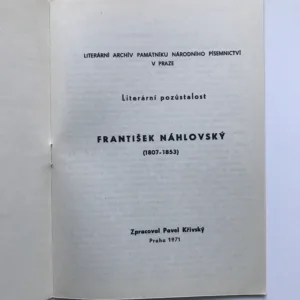 LITERÁRNÍ ARCHÍV PAMÁTNÍKU NÁRODNÍHO PÍSEMNICTVÍ
V PRAZE
Literární pozůstalost
FRANTIŠEK NÁHLOVSKÝ
(1807-1853)
Zpracoval Pavel Křivský
Praha 1971